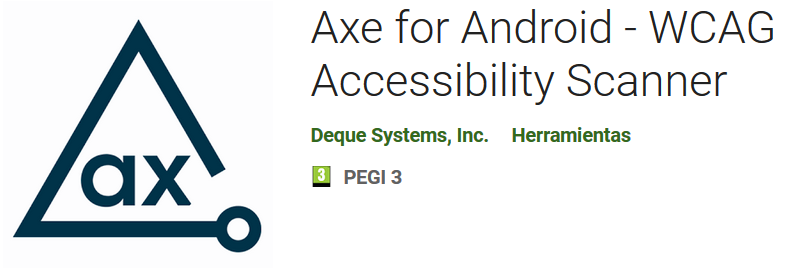 ax
Axe for Android - WCAG
Accessibility Scanner
Deque Systems, Inc. Herramientas
3 PEGI 3